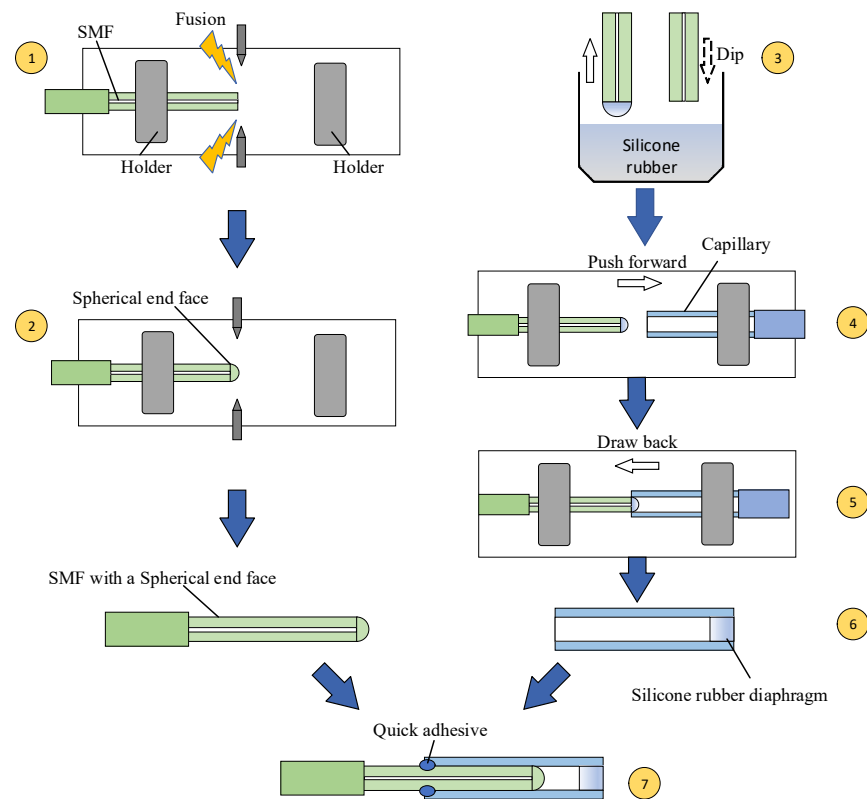 1
SMF
Fusion
Holder
Holder
2
Spherical end face
SMF with a Spherical end face
3
Dip
Silicone
rubber
Capillary
Push forward
4
Draw back
5
6
Silicone rubber diaphragm
Quick adhesive
7